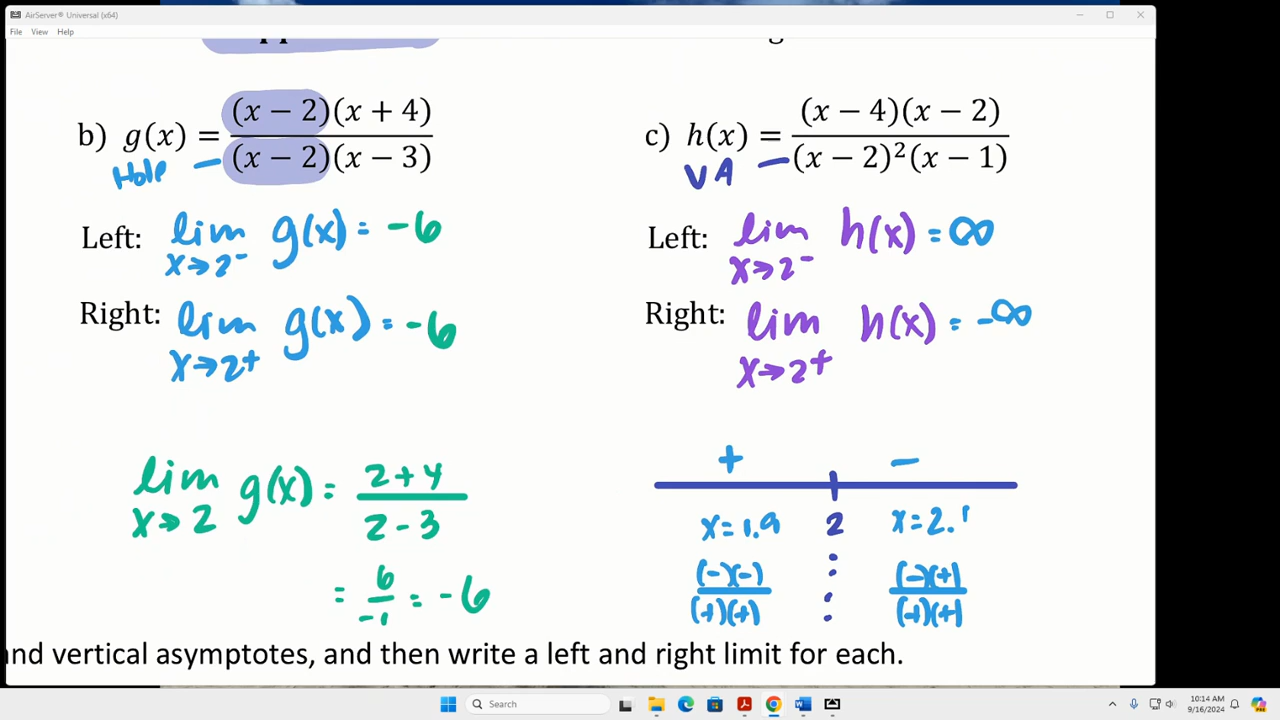 AirServer® Universal (x64)
File View Help
b) g(x) = (x − 2)(x + 4) / (x − 2)(x − 3)
Hole
Left: lim x→2⁻ g(x) = -6
Right: lim x→2⁺ g(x) = -6
lim x→2 g(x) = 2+4 / 2-3
= 6/-1 = -6
c) h(x) = (x − 4)(x − 2) / (x − 2)²(x − 1)
VA
Left: lim x→2⁻ h(x) = ∞
Right: lim x→2⁺ h(x) = -∞
+ −
x=1.9 2 x=2.1
(-)(-) / (+)(+) (-)(+) / (+)(+)
and vertical asymptotes, and then write a left and right limit for each.
Search
10:14 AM
9/16/2024